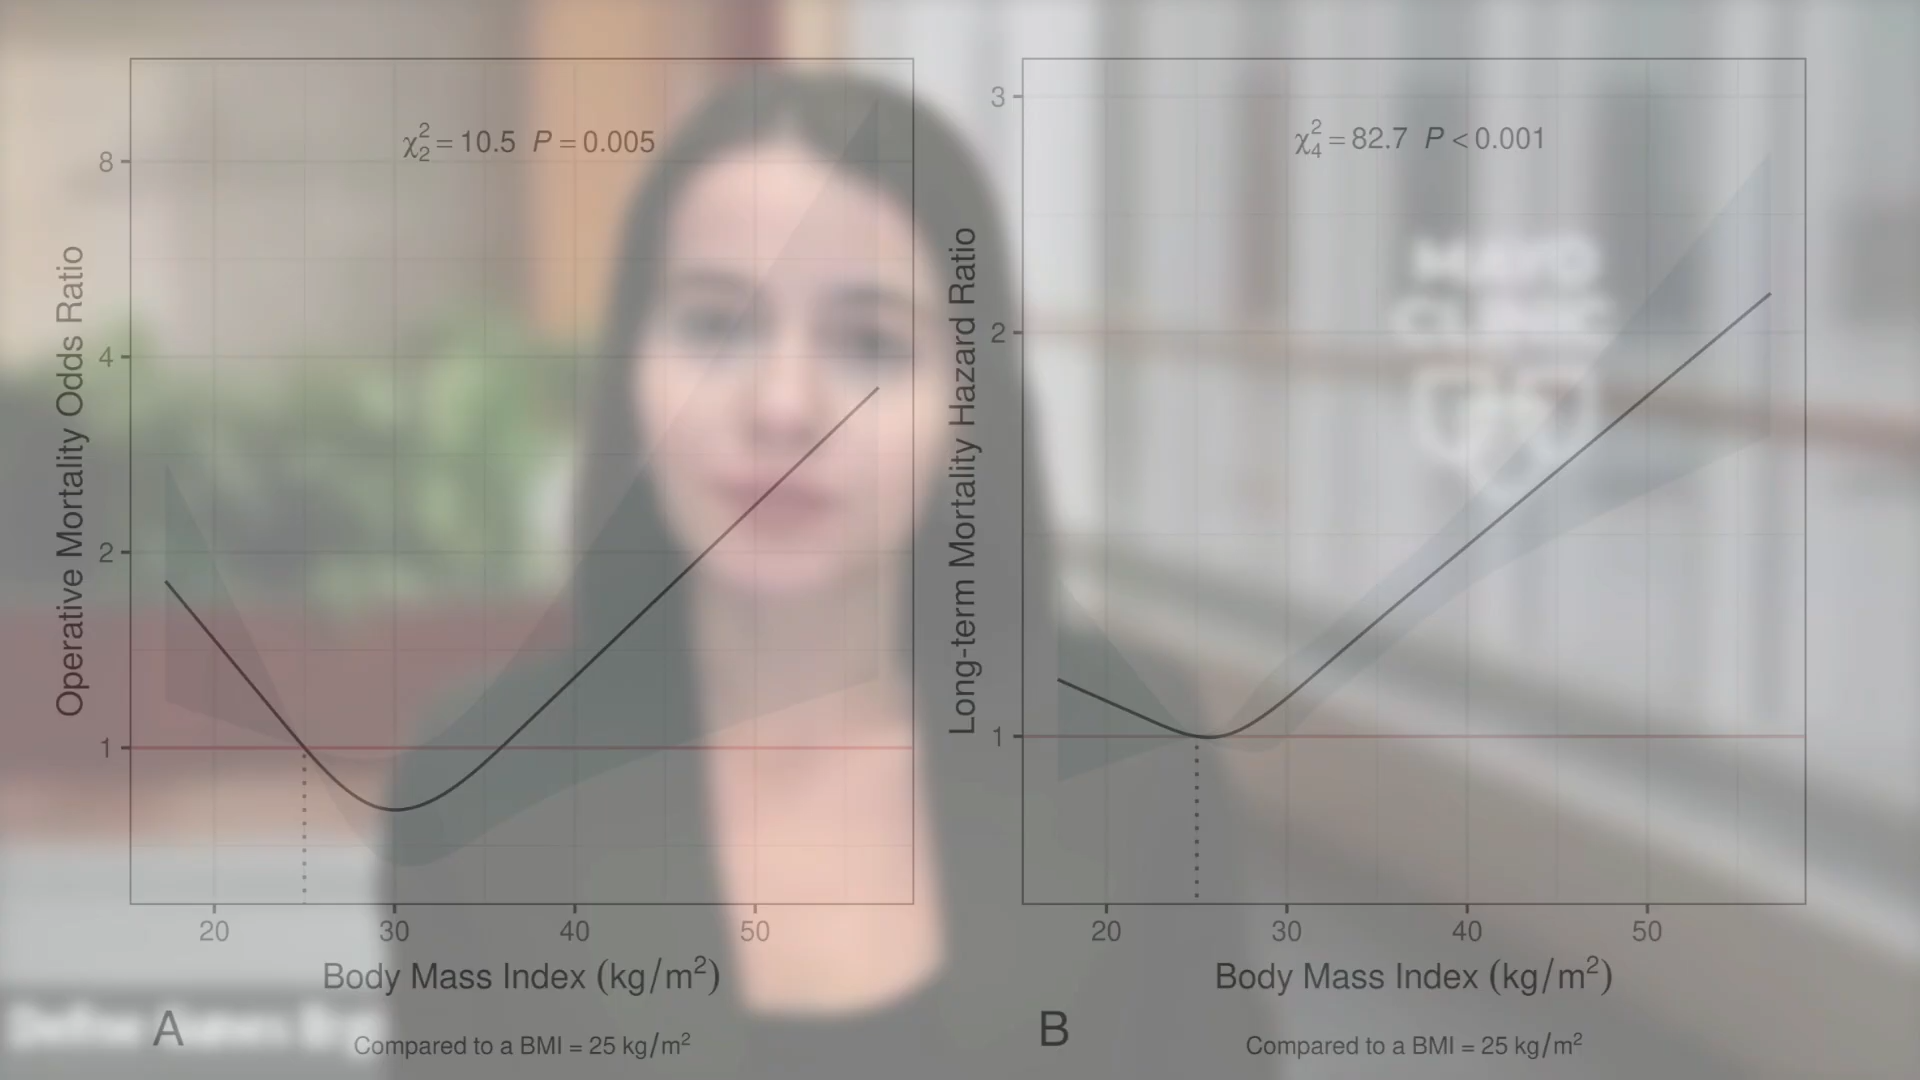 χ²₂ = 10.5 P = 0.005
8
4
2
1
Operative Mortality Odds Ratio
20 30 40 50
Body Mass Index (kg/m²)
A
Compared to a BMI = 25 kg/m²
χ²₄ = 82.7 P < 0.001
3
2
1
Long-term Mortality Hazard Ratio
20 30 40 50
Body Mass Index (kg/m²)
B
Compared to a BMI = 25 kg/m²
MAYO
CLINIC